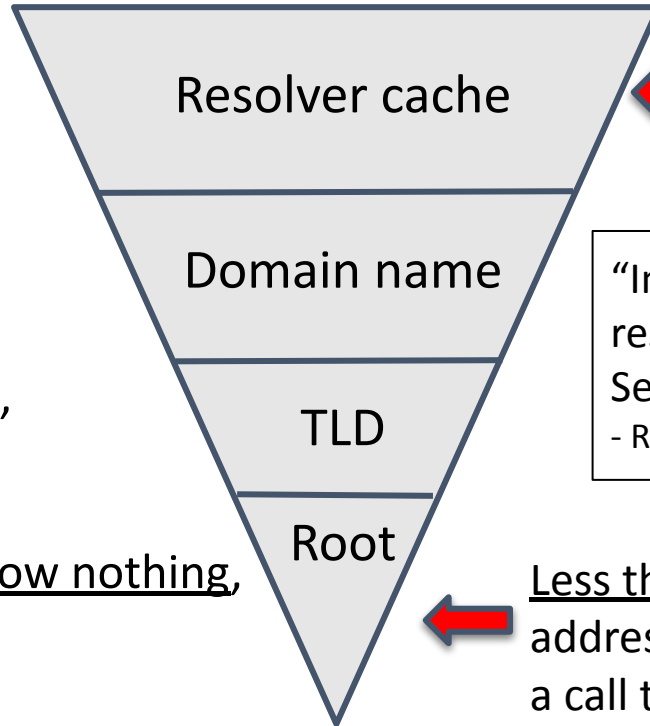 Resolver cache
Domain name
TLD
Root
,
ow nothing,
“In
re
Se
- R
Less th
addres
a call t